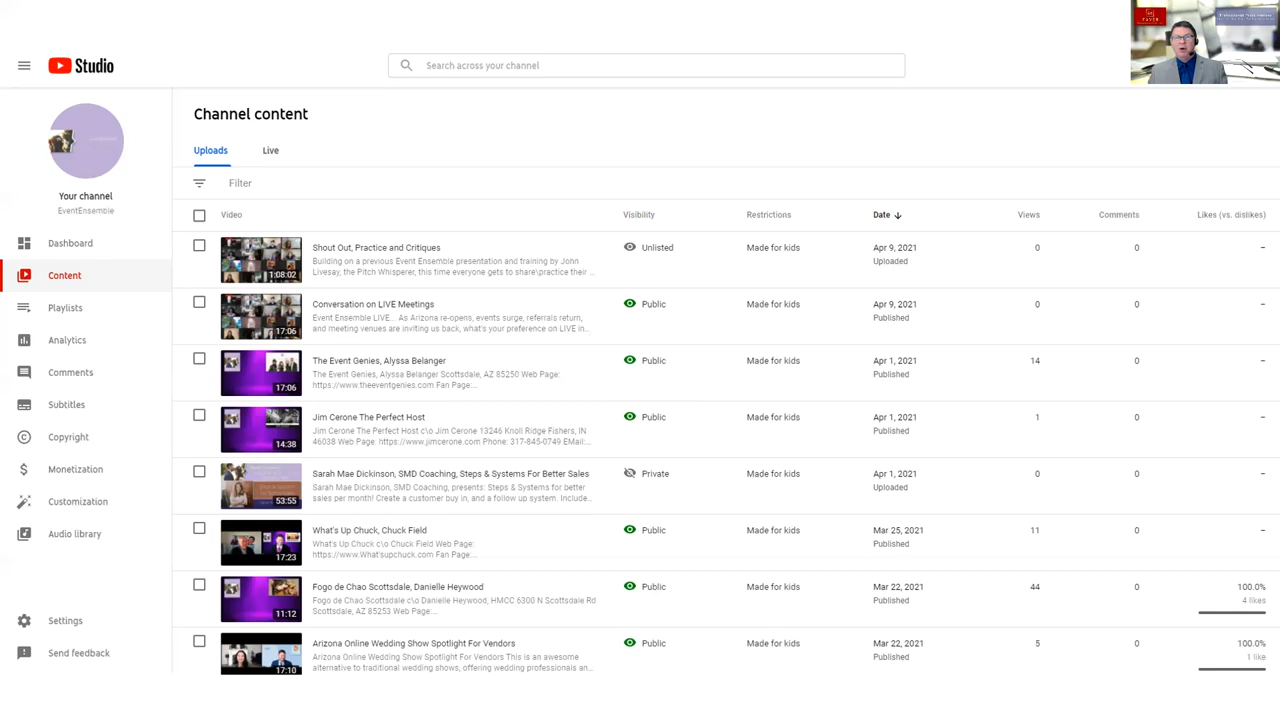 Studio
Search across your channel
Channel content
Uploads Live
Filter
Your channel
EventEnsemble
Dashboard
Content
Playlists
Analytics
Comments
Subtitles
Copyright
Monetization
Customization
Audio library
Settings
Send feedback
Video Visibility Restrictions Date Views Comments Likes (vs. dislikes)
Shout Out, Practice and Critiques Unlisted Made for kids Apr 9, 2021 0 0 –
Building on a previous Event Ensemble presentation and training by John Uploaded
Livesay, the Pitch Whisperer, this time everyone gets to share\practice their ...
1:08:02
Conversation on LIVE Meetings Public Made for kids Apr 9, 2021 0 0 –
Event Ensemble LIVE... As Arizona re-opens, events surge, referrals return, Published
and meeting venues are inviting us back, what's your preference on LIVE in...
17:06
The Event Genies, Alyssa Belanger Public Made for kids Apr 1, 2021 14 0 –
The Event Genies, Alyssa Belanger Scottsdale, AZ 85250 Web Page: Published
https://www.theeventgenies.com Fan Page:...
17:06
Jim Cerone The Perfect Host Public Made for kids Apr 1, 2021 1 0 –
Jim Cerone The Perfect Host c\o Jim Cerone 13246 Knoll Ridge Fishers, IN Published
46038 Web Page: https://www.jimcerone.com Phone: 317-845-0749 EMail:...
14:38
Sarah Mae Dickinson, SMD Coaching, Steps & Systems For Better Sales Private Made for kids Apr 1, 2021 0 0 –
Sarah Mae Dickinson, SMD Coaching, presents: Steps & Systems for better Uploaded
sales per month! Create a customer buy in, and a follow up system. Include...
53:55
What's Up Chuck, Chuck Field Public Made for kids Mar 25, 2021 11 0 –
What's Up Chuck c\o Chuck Field Web Page: Published
https://www.What'supchuck.com Fan Page:...
17:23
Fogo de Chao Scottsdale, Danielle Heywood Public Made for kids Mar 22, 2021 44 0 100.0%
Fogo de Chao Scottsdale c\o Danielle Heywood, HMCC 6300 N Scottsdale Rd Published 4 likes
Scottsdale, AZ 85253 Web Page:...
11:12
Arizona Online Wedding Show Spotlight For Vendors Public Made for kids Mar 22, 2021 5 0 100.0%
Arizona Online Wedding Show Spotlight For Vendors This is an awesome Published 1 like
alternative to traditional wedding shows, offering wedding professionals an...
17:10